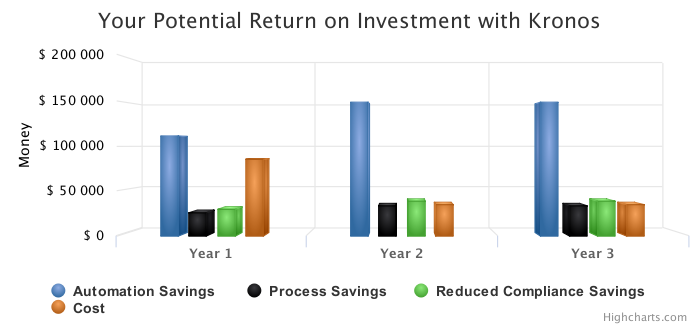 Your Potential Return on Investment with Kronos
$ 200 000
$ 150 000
$ 100 000
$ 50 000
$ 0
Money
Year 1
Year 2
Year 3
Automation Savings
Process Savings
Reduced Compliance Savings
Cost
Highcharts.com